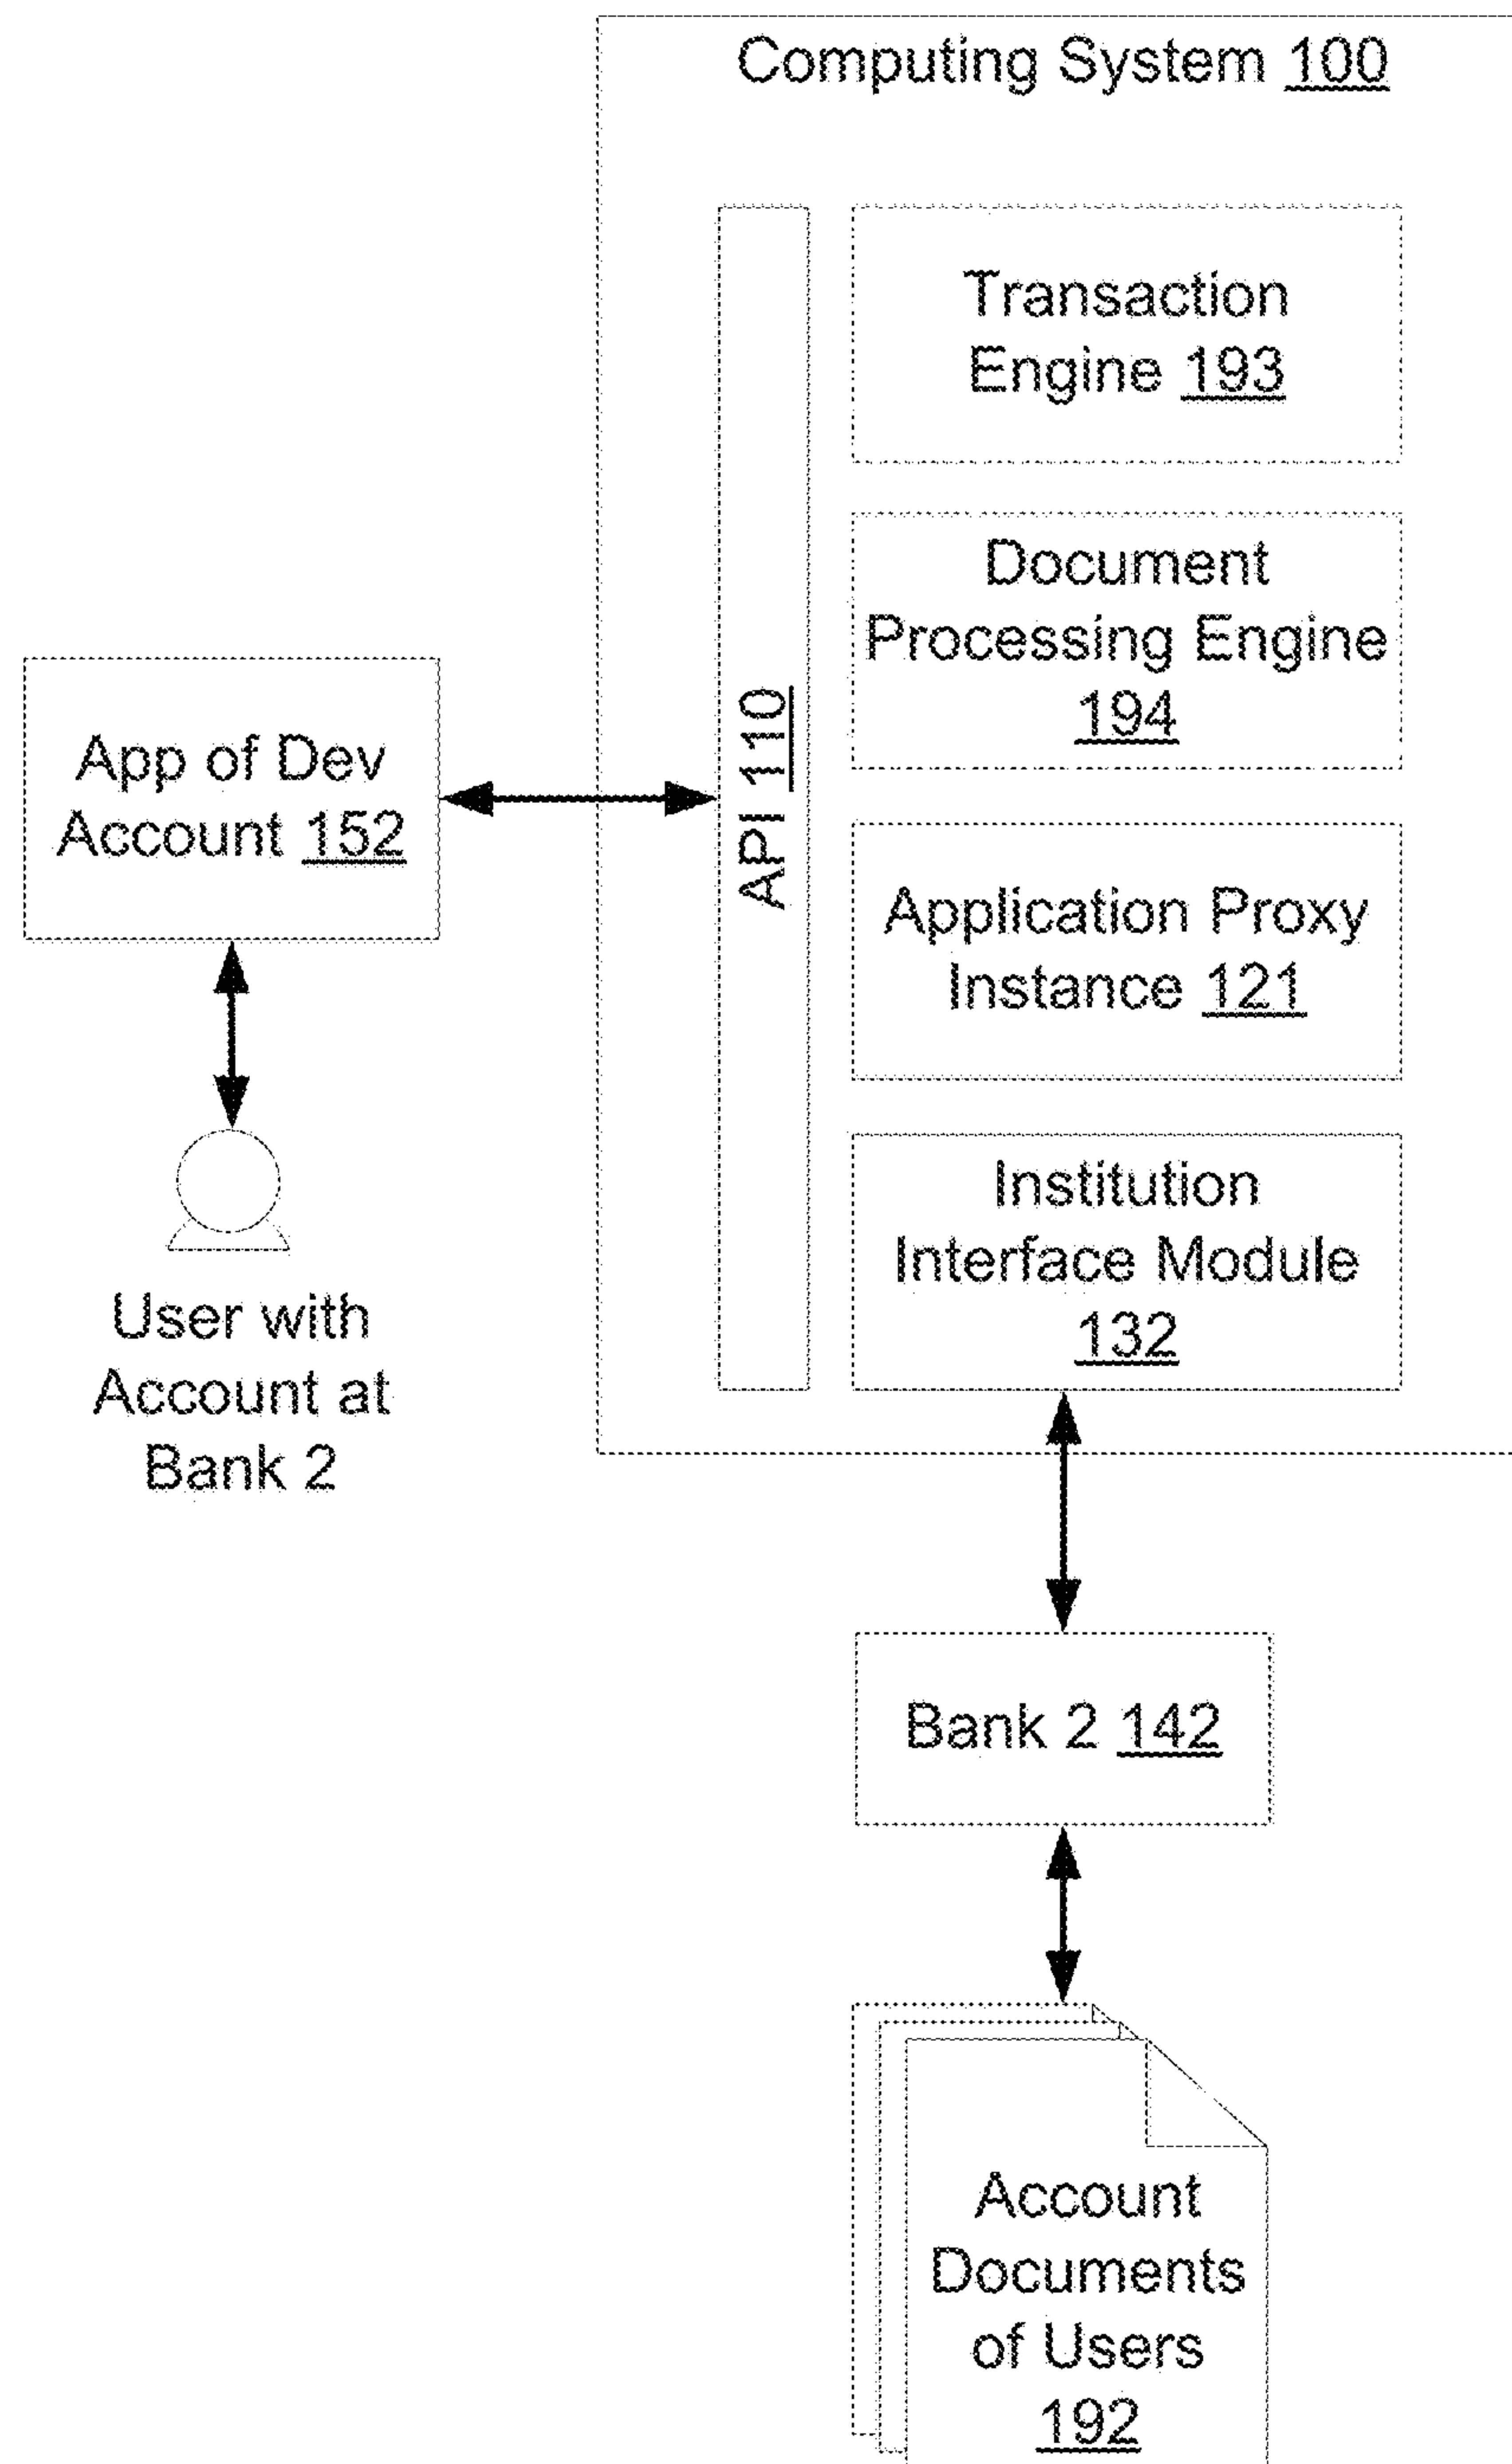 Computing System 100
Transaction
Engine 193
Document
Processing Engine
194
API 110
App of Dev
Account 152
Application Proxy
Instance 121
Institution
Interface Module
132
User with
Account at
Bank 2
Bank 2 142
Account
Documents
of Users
192